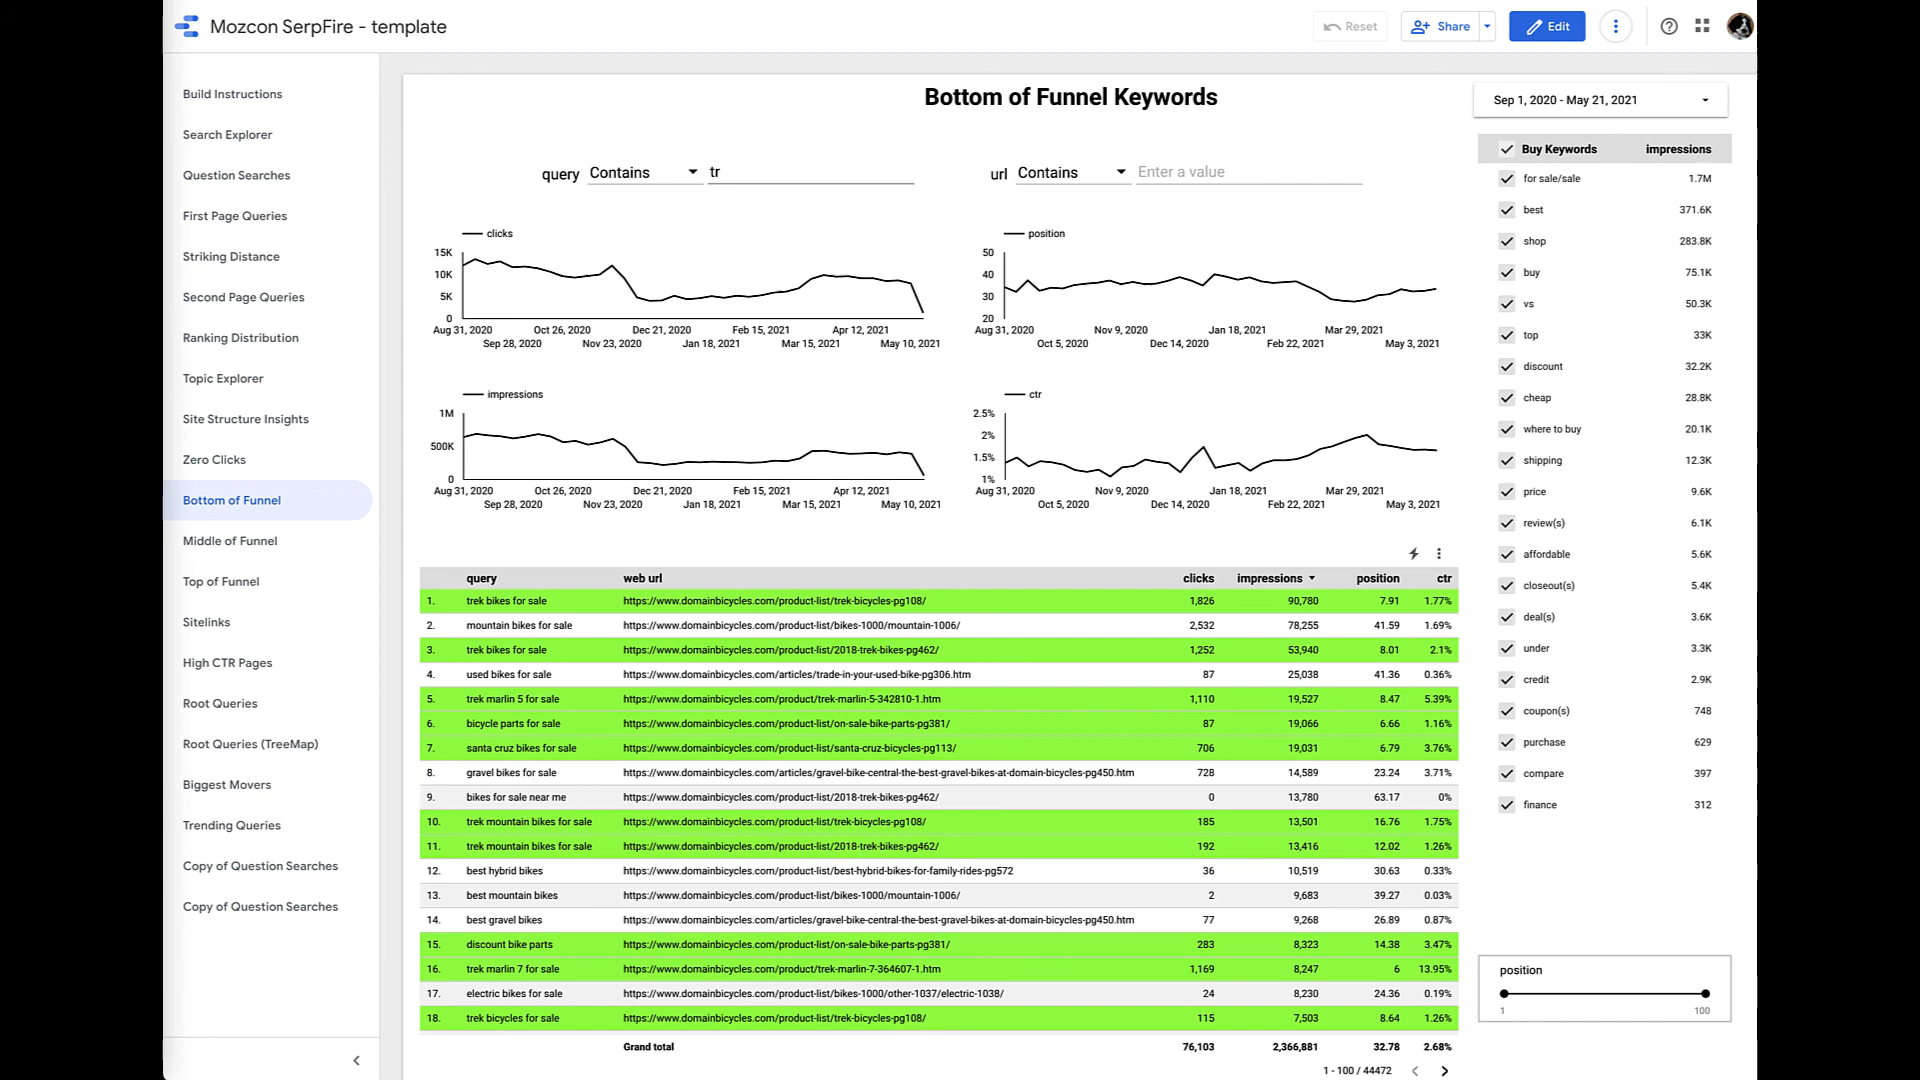 Mozcon SerpFire - template
Reset
Share
Edit
Build Instructions
Search Explorer
Question Searches
First Page Queries
Striking Distance
Second Page Queries
Ranking Distribution
Topic Explorer
Site Structure Insights
Zero Clicks
Bottom of Funnel
Middle of Funnel
Top of Funnel
Sitelinks
High CTR Pages
Root Queries
Root Queries (TreeMap)
Biggest Movers
Trending Queries
Copy of Question Searches
Copy of Question Searches
Bottom of Funnel Keywords
Sep 1, 2020 - May 21, 2021
query Contains tr
url Contains Enter a value
clicks
15K
10K
5K
0
Aug 31, 2020 Oct 26, 2020 Dec 21, 2020 Feb 15, 2021 Apr 12, 2021
Sep 28, 2020 Nov 23, 2020 Jan 18, 2021 Mar 15, 2021 May 10, 2021
position
50
40
30
20
Aug 31, 2020 Nov 9, 2020 Jan 18, 2021 Mar 29, 2021
Oct 5, 2020 Dec 14, 2020 Feb 22, 2021 May 3, 2021
impressions
1M
500K
0
Aug 31, 2020 Oct 26, 2020 Dec 21, 2020 Feb 15, 2021 Apr 12, 2021
Sep 28, 2020 Nov 23, 2020 Jan 18, 2021 Mar 15, 2021 May 10, 2021
ctr
2.5%
2%
1.5%
1%
Aug 31, 2020 Nov 9, 2020 Jan 18, 2021 Mar 29, 2021
Oct 5, 2020 Dec 14, 2020 Feb 22, 2021 May 3, 2021
query web url clicks impressions position ctr
1. trek bikes for sale https://www.domainbicycles.com/product-list/trek-bicycles-pg108/ 1,826 90,780 7.91 1.77%
2. mountain bikes for sale https://www.domainbicycles.com/product-list/bikes-1000/mountain-1006/ 2,532 78,255 41.59 1.69%
3. trek bikes for sale https://www.domainbicycles.com/product-list/2018-trek-bikes-pg462/ 1,252 53,940 8.01 2.1%
4. used bikes for sale https://www.domainbicycles.com/articles/trade-in-your-used-bike-pg306.htm 87 25,038 41.36 0.36%
5. trek marlin 5 for sale https://www.domainbicycles.com/product/trek-marlin-5-342810-1.htm 1,110 19,527 8.47 5.39%
6. bicycle parts for sale https://www.domainbicycles.com/product-list/on-sale-bike-parts-pg381/ 87 19,066 6.66 1.16%
7. santa cruz bikes for sale https://www.domainbicycles.com/product-list/santa-cruz-bicycles-pg113/ 706 19,031 6.79 3.76%
8. gravel bikes for sale https://www.domainbicycles.com/articles/gravel-bike-central-the-best-gravel-bikes-at-domain-bicycles-pg450.htm 728 14,589 23.24 3.71%
9. bikes for sale near me https://www.domainbicycles.com/product-list/2018-trek-bikes-pg462/ 0 13,780 63.17 0%
10. trek mountain bikes for sale https://www.domainbicycles.com/product-list/trek-bicycles-pg108/ 185 13,501 16.76 1.75%
11. trek mountain bikes for sale https://www.domainbicycles.com/product-list/2018-trek-bikes-pg462/ 192 13,416 12.02 1.26%
12. best hybrid bikes https://www.domainbicycles.com/product-list/best-hybrid-bikes-for-family-rides-pg572 36 10,519 30.63 0.33%
13. best mountain bikes https://www.domainbicycles.com/product-list/bikes-1000/mountain-1006/ 2 9,683 39.27 0.03%
14. best gravel bikes https://www.domainbicycles.com/articles/gravel-bike-central-the-best-gravel-bikes-at-domain-bicycles-pg450.htm 77 9,268 26.89 0.87%
15. discount bike parts https://www.domainbicycles.com/product-list/on-sale-bike-parts-pg381/ 283 8,323 14.38 3.47%
16. trek marlin 7 for sale https://www.domainbicycles.com/product/trek-marlin-7-364607-1.htm 1,169 8,247 6 13.95%
17. electric bikes for sale https://www.domainbicycles.com/product-list/bikes-1000/other-1037/electric-1038/ 24 8,230 24.36 0.19%
18. trek bicycles for sale https://www.domainbicycles.com/product-list/trek-bicycles-pg108/ 115 7,503 8.64 1.26%
Grand total 76,103 2,366,881 32.78 2.68%
1 - 100 / 44472
Buy Keywords impressions
for sale/sale 1.7M
best 371.6K
shop 283.8K
buy 75.1K
vs 50.3K
top 33K
discount 32.2K
cheap 28.8K
where to buy 20.1K
shipping 12.3K
price 9.6K
review(s) 6.1K
affordable 5.6K
closeout(s) 5.4K
deal(s) 3.6K
under 3.3K
credit 2.9K
coupon(s) 748
purchase 629
compare 397
finance 312
position
1 100